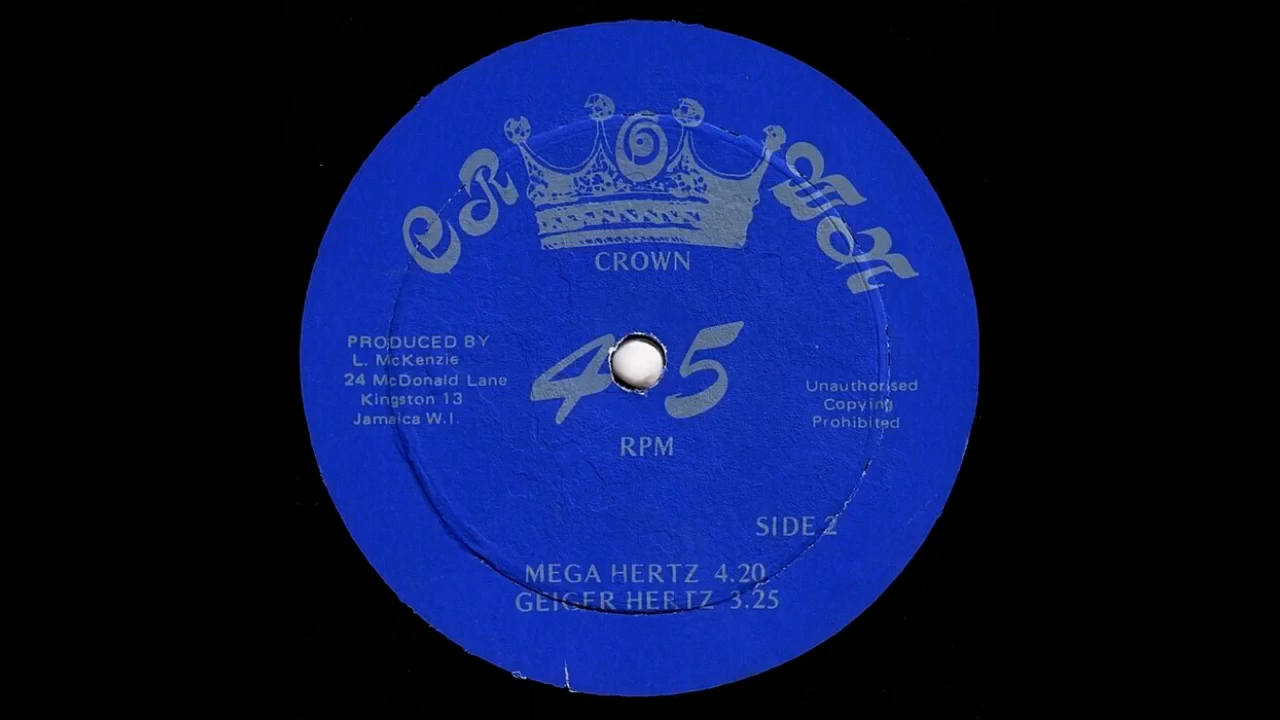 CROWN
CROWN
45
RPM
PRODUCED BY
L. McKenzie
24 McDonald Lane
Kingston 13
Jamaica W.I.
Unauthorised
Copying
Prohibited
SIDE 2
MEGA HERTZ 4.20
GEIGER HERTZ 3.25